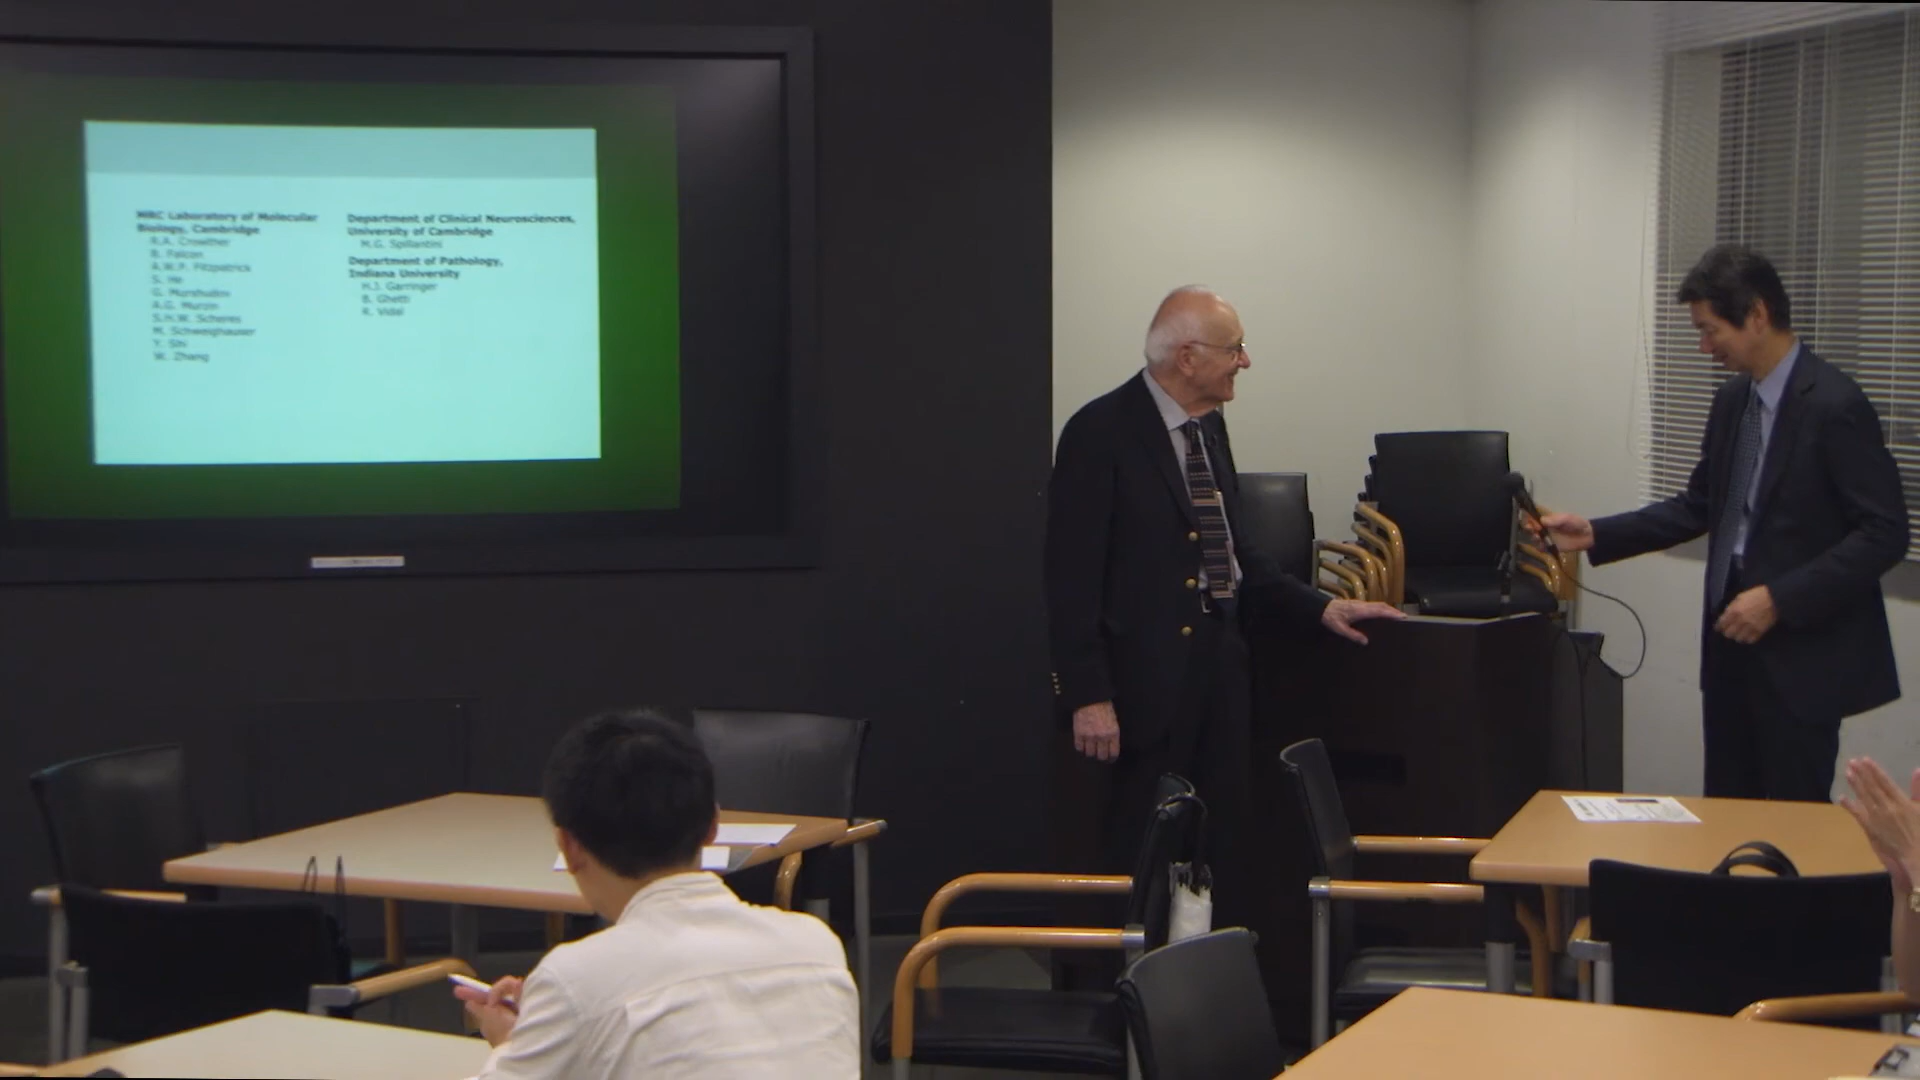 MRC Laboratory of Molecular
Biology, Cambridge
R.A. Crowther
B. Falcon
A.W.P. Fitzpatrick
S. He
G. Murshudov
A.G. Murzin
S.H.W. Scheres
M. Schweighauser
Y. Shi
W. Zhang
Department of Clinical Neurosciences,
University of Cambridge
M.G. Spillantini
Department of Pathology,
Indiana University
H.J. Garringer
B. Ghetti
R. Vidal